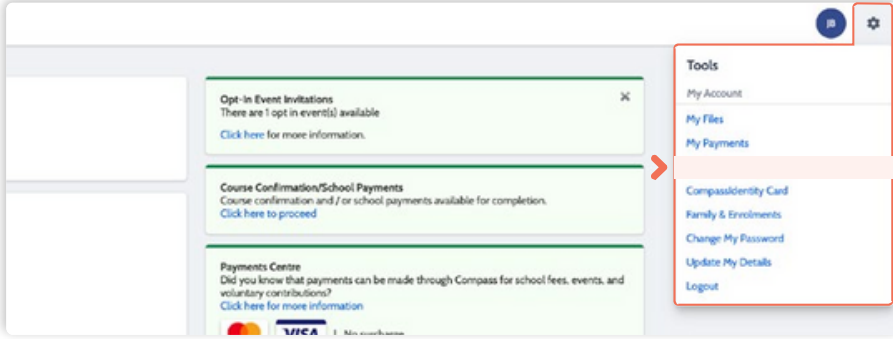 JB
Tools
My Account
My Files
My Payments
CompassIdentity Card
Family & Enrolments
Change My Password
Update My Details
Logout
Opt-In Event Invitations
There are 1 opt in event(s) available
Click here for more information.
Course Confirmation/School Payments
Course confirmation and / or school payments available for completion.
Click here to proceed
Payments Centre
Did you know that payments can be made through Compass for school fees, events, and
voluntary contributions?
Click here for more information
VISA | No surcharge